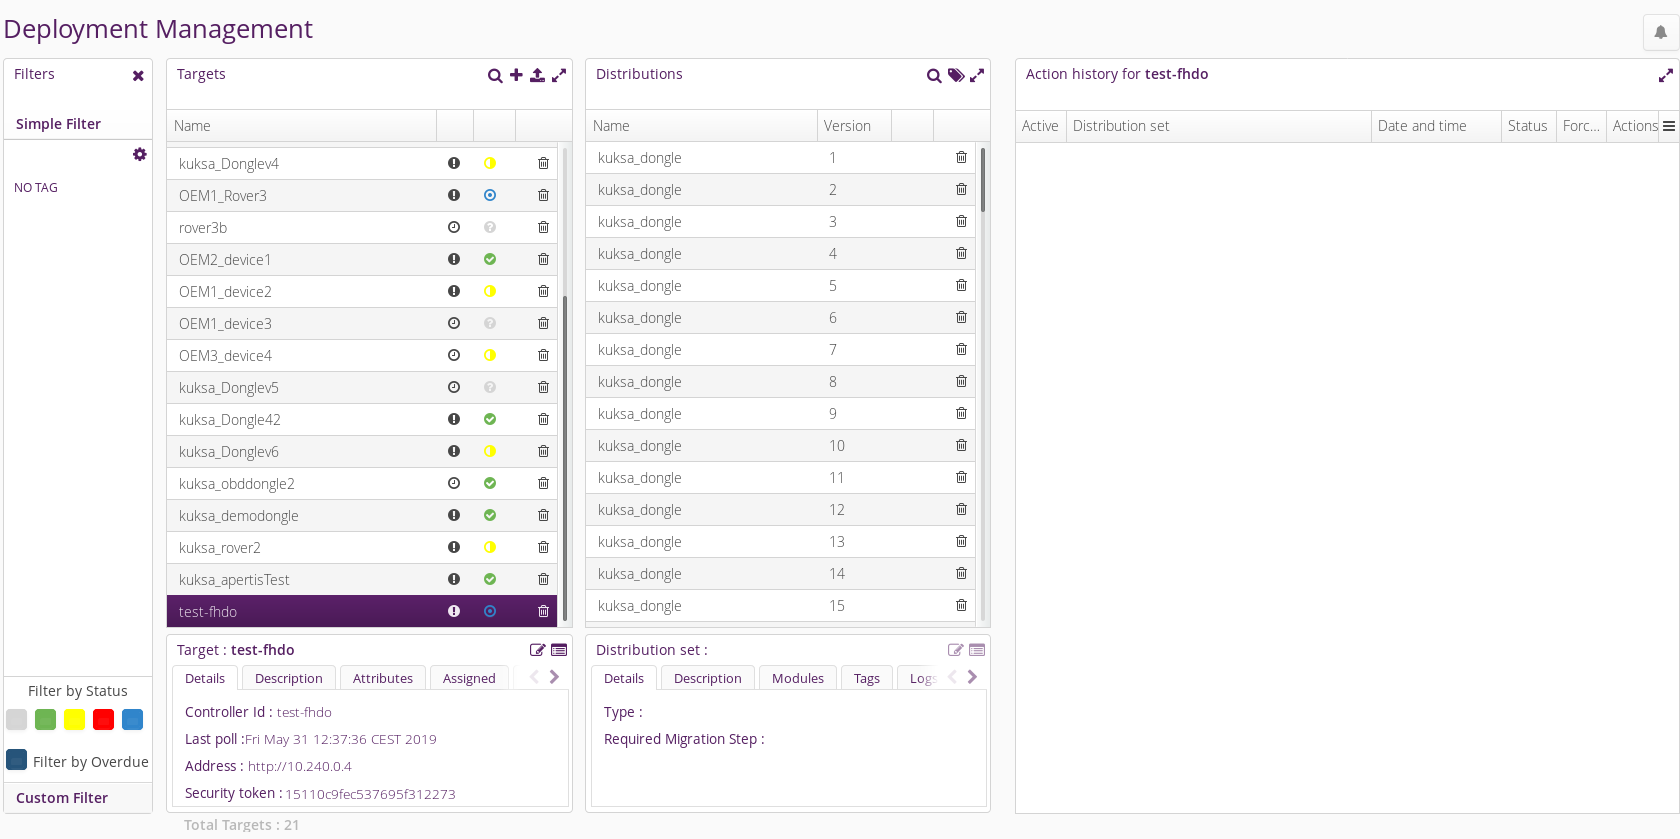 Deployment Management
Filters
Simple Filter
NO TAG
Filter by Status
Filter by Overdue
Custom Filter
Targets
Name
kuksa_Donglev4
OEM1_Rover3
rover3b
OEM2_device1
OEM1_device2
OEM1_device3
OEM3_device4
kuksa_Donglev5
kuksa_Dongle42
kuksa_Donglev6
kuksa_obddongle2
kuksa_demodongle
kuksa_rover2
kuksa_apertisTest
test-fhdo
Target : test-fhdo
Details Description Attributes Assigned
Controller Id : test-fhdo
Last poll :Fri May 31 12:37:36 CEST 2019
Address : http://10.240.0.4
Security token : 15110c9fec537695f312273
Total Targets : 21
Distributions
Name Version
kuksa_dongle 1
kuksa_dongle 2
kuksa_dongle 3
kuksa_dongle 4
kuksa_dongle 5
kuksa_dongle 6
kuksa_dongle 7
kuksa_dongle 8
kuksa_dongle 9
kuksa_dongle 10
kuksa_dongle 11
kuksa_dongle 12
kuksa_dongle 13
kuksa_dongle 14
kuksa_dongle 15
Distribution set :
Details Description Modules Tags Logs
Type :
Required Migration Step :
Action history for test-fhdo
Active Distribution set Date and time Status Forc... Actions